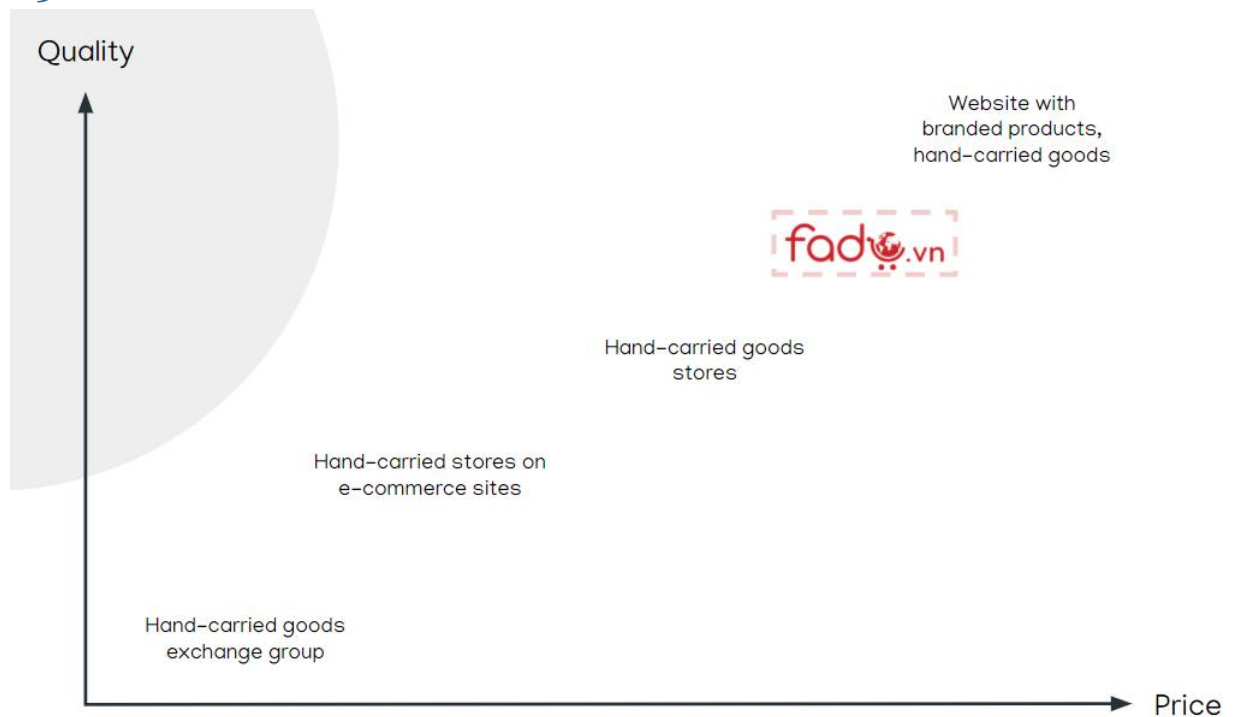 Quality
Website with
branded products,
hand-carried goods
fado.vn
Hand-carried goods
stores
Hand-carried stores on
e-commerce sites
Hand-carried goods
exchange group
Price